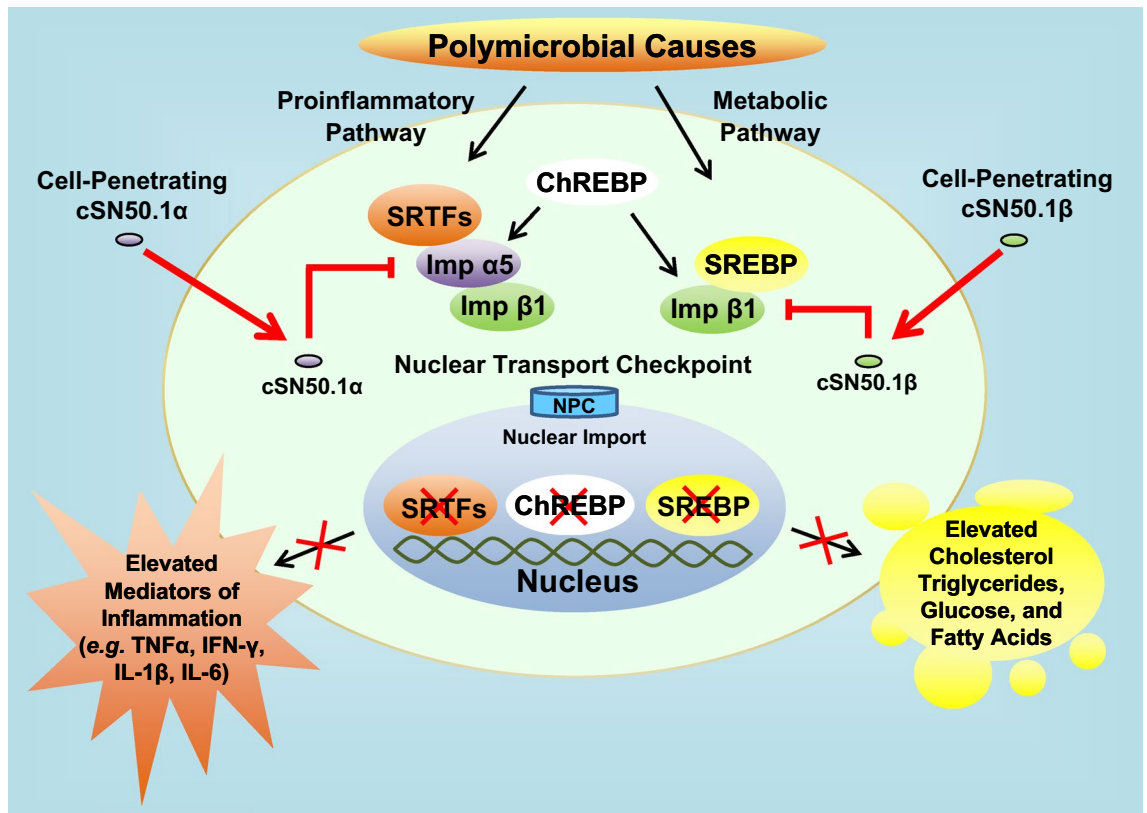 Polymicrobial Causes
Proinflammatory
Pathway
Metabolic
Pathway
Cell-Penetrating
cSN50.1α
ChREBP
Cell-Penetrating
cSN50.1β
SRTFs
Imp α5
Imp β1
SREBP
Imp β1
cSN50.1α
Nuclear Transport Checkpoint
cSN50.1β
NPC
Nuclear Import
SRTFs
ChREBP
SREBP
Nucleus
Elevated
Mediators of
Inflammation
(e.g. TNFα, IFN-γ,
IL-1β, IL-6)
Elevated
Cholesterol
Triglycerides,
Glucose, and
Fatty Acids